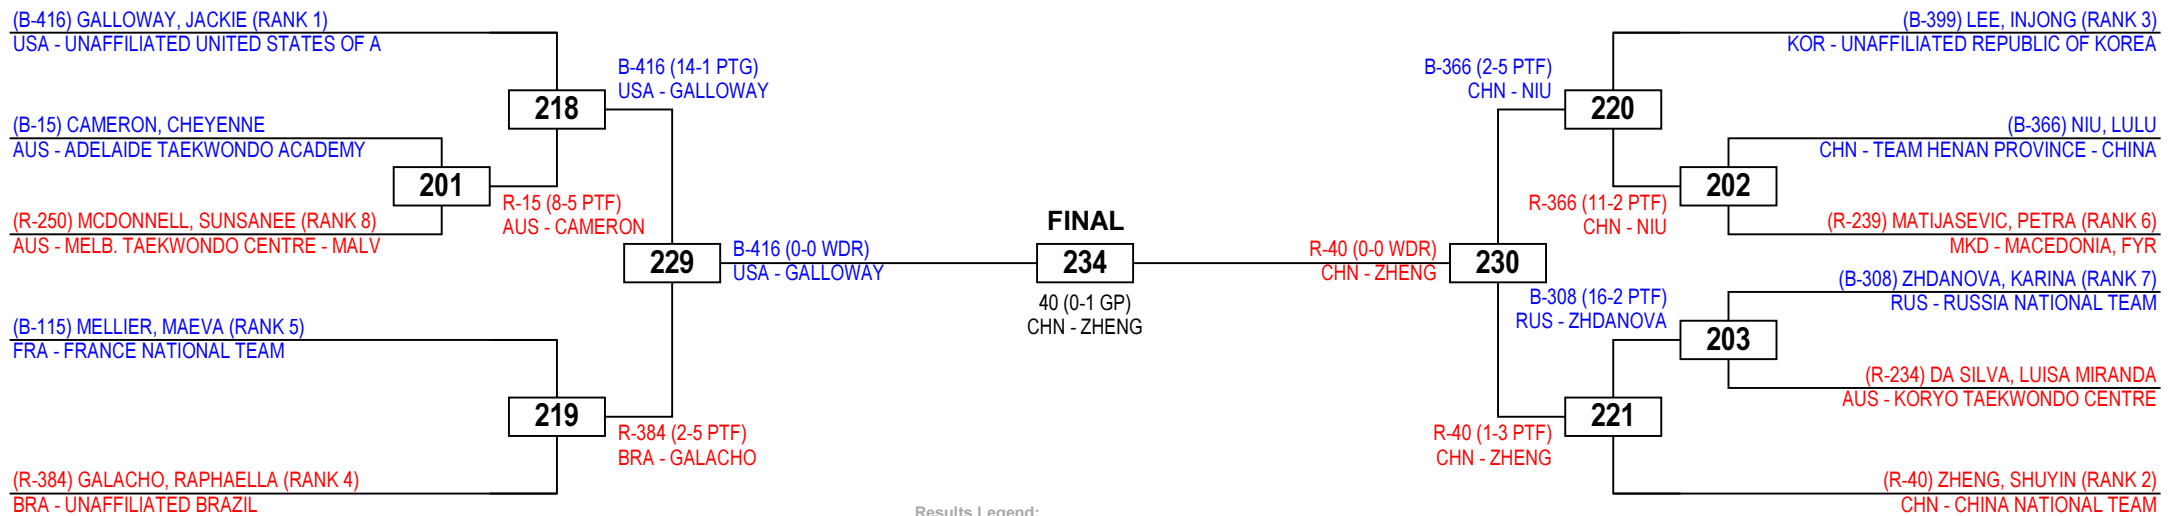 (B-416) GALLOWAY, JACKIE (RANK 1)
USA - UNAFFILIATED UNITED STATES OF A
(B-15) CAMERON, CHEYENNE
AUS - ADELAIDE TAEKWONDO ACADEMY
(R-250) MCDONNELL, SUNSANEE (RANK 8)
AUS - MELB. TAEKWONDO CENTRE - MALV
(B-115) MELLIER, MAEVA (RANK 5)
FRA - FRANCE NATIONAL TEAM
(R-384) GALACHO, RAPHAELLA (RANK 4)
BRA - UNAFFILIATED BRAZIL
201
R-15 (8-5 PTF)
AUS - CAMERON
218
B-416 (14-1 PTG)
USA - GALLOWAY
219
R-384 (2-5 PTF)
BRA - GALACHO
229
B-416 (0-0 WDR)
USA - GALLOWAY
FINAL
234
40 (0-1 GP)
CHN - ZHENG
R-40 (0-0 WDR)
CHN - ZHENG
230
B-366 (2-5 PTF)
CHN - NIU
220
R-366 (11-2 PTF)
CHN - NIU
202
B-308 (16-2 PTF)
RUS - ZHDANOVA
203
R-40 (1-3 PTF)
CHN - ZHENG
221
(B-399) LEE, INJONG (RANK 3)
KOR - UNAFFILIATED REPUBLIC OF KOREA
(B-366) NIU, LULU
CHN - TEAM HENAN PROVINCE - CHINA
(R-239) MATIJASEVIC, PETRA (RANK 6)
MKD - MACEDONIA, FYR
(B-308) ZHDANOVA, KARINA (RANK 7)
RUS - RUSSIA NATIONAL TEAM
(R-234) DA SILVA, LUISA MIRANDA
AUS - KORYO TAEKWONDO CENTRE
(R-40) ZHENG, SHUYIN (RANK 2)
CHN - CHINA NATIONAL TEAM
Results Legend: